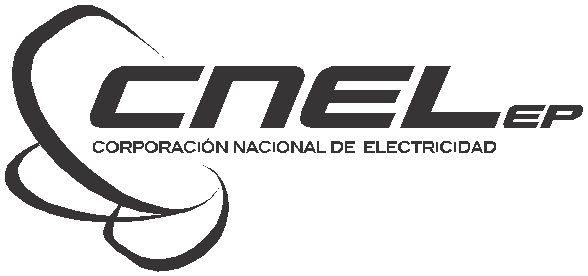 CNEL EP
CORPORACIÓN NACIONAL DE ELECTRICIDAD